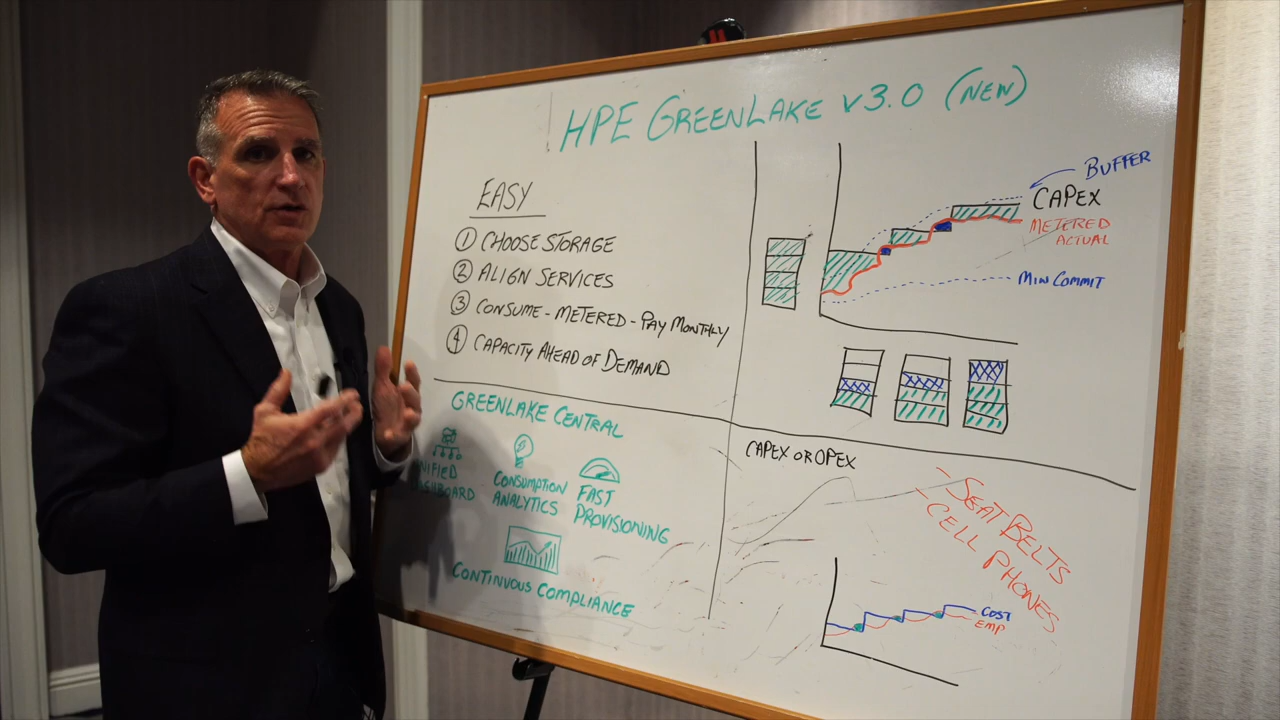 HPE GREENLAKE V3.0 (NEW)
EASY
1 CHOOSE STORAGE
2 ALIGN SERVICES
3 CONSUME - METERED - PAY MONTHLY
4 CAPACITY AHEAD OF DEMAND
BUFFER
CAPEX
METERED
ACTUAL
MIN COMMIT
GREENLAKE CENTRAL
CONSUMPTION
ANALYTICS
FAST
PROVISIONING
CONTINUOUS COMPLIANCE
CAPEX OR OPEX
- SEAT BELTS
- CELL PHONES
COST
EMP